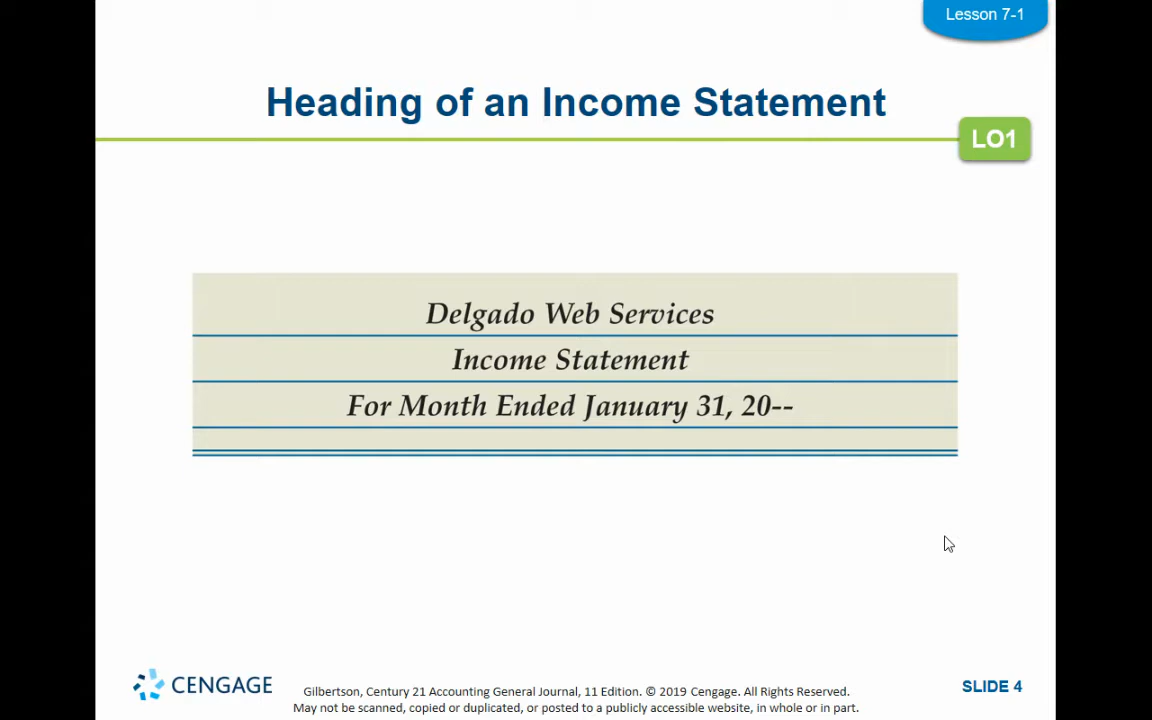 Lesson 7-1
Heading of an Income Statement
LO1
Delgado Web Services
Income Statement
For Month Ended January 31, 20--
CENGAGE
Gilbertson, Century 21 Accounting General Journal, 11 Edition. © 2019 Cengage. All Rights Reserved.
May not be scanned, copied or duplicated, or posted to a publicly accessible website, in whole or in part.
SLIDE 4